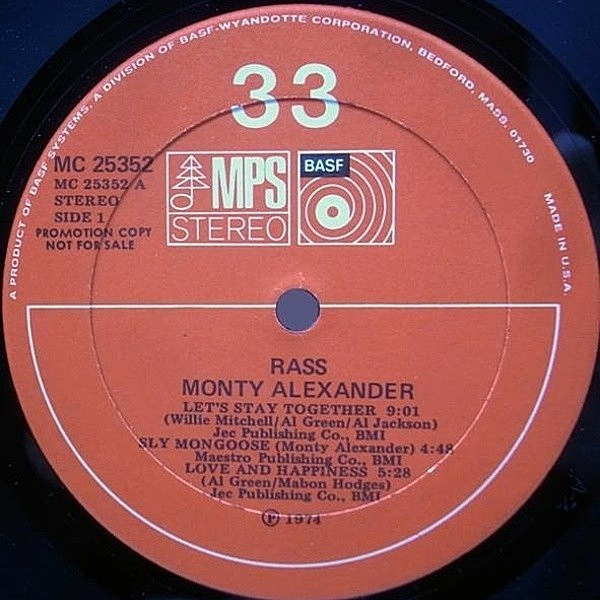 A PRODUCT OF BASF SYSTEMS, A DIVISION OF BASF-WYANDOTTE CORPORATION, BEDFORD, MASS. 01730
33
MC 25352
MC 25352 A
STEREO
SIDE 1
PROMOTION COPY
NOT FOR SALE
MPS
STEREO
BASF
MADE IN U.S.A.
RASS
MONTY ALEXANDER
LET'S STAY TOGETHER 9:01
(Willie Mitchell/Al Green/Al Jackson)
Jec Publishing Co., BMI
SLY MONGOOSE (Monty Alexander) 4:48
Maestro Publishing Co., BMI
LOVE AND HAPPINESS 5:28
(Al Green/Mabon Hodges)
Jec Publishing Co., BMI
Ⓟ 1974